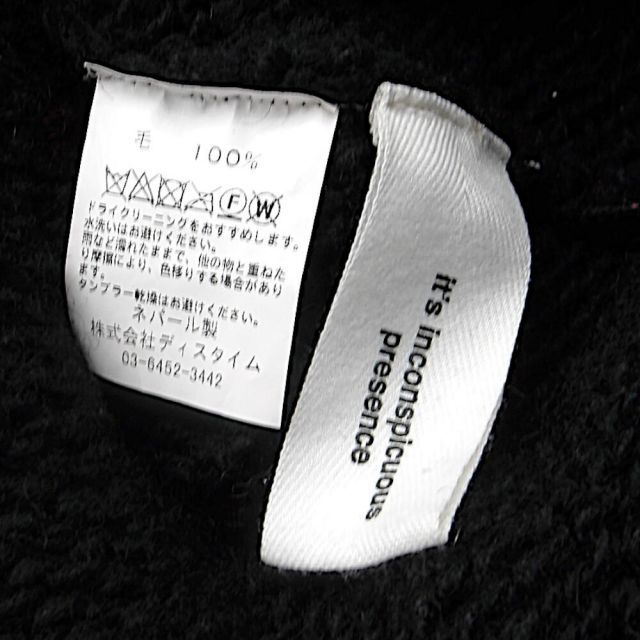 毛 100%
F W
ドライクリーニングをおすすめします。
水洗いはお避けください。
雨など濡れたままで、他の物と重ねた
り摩擦により、色移りする場合があり
ます。
タンブラー乾燥はお避けください。
ネパール製
株式会社ディスタイム
03-6452-3442
it's inconspicuous
presence